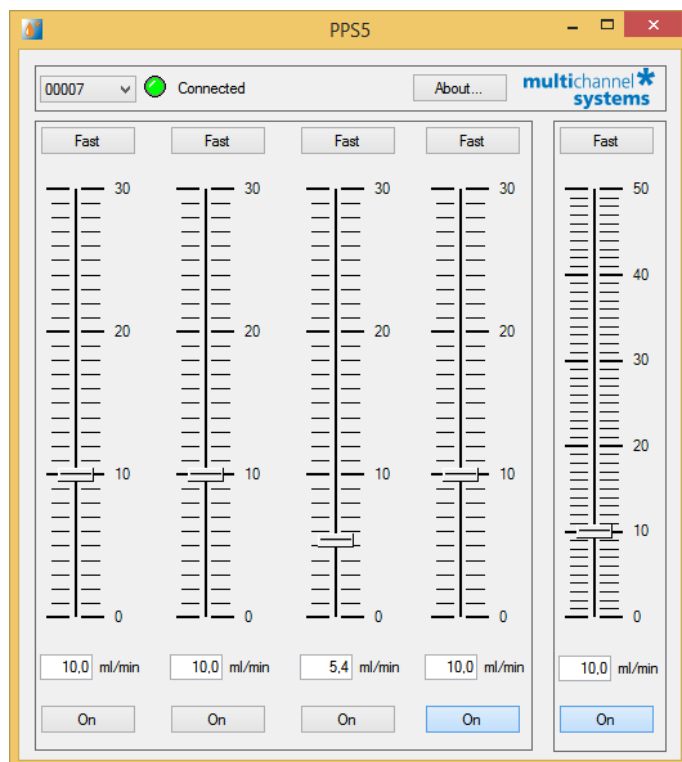 PPS5
00007 Connected About... multichannel systems
Fast Fast Fast Fast Fast
30 30 30 30 50
40
20 20 20 20 30
20
10 10 10 10 10
0 0 0 0 0
10,0 ml/min 10,0 ml/min 5,4 ml/min 10,0 ml/min 10,0 ml/min
On On On On On